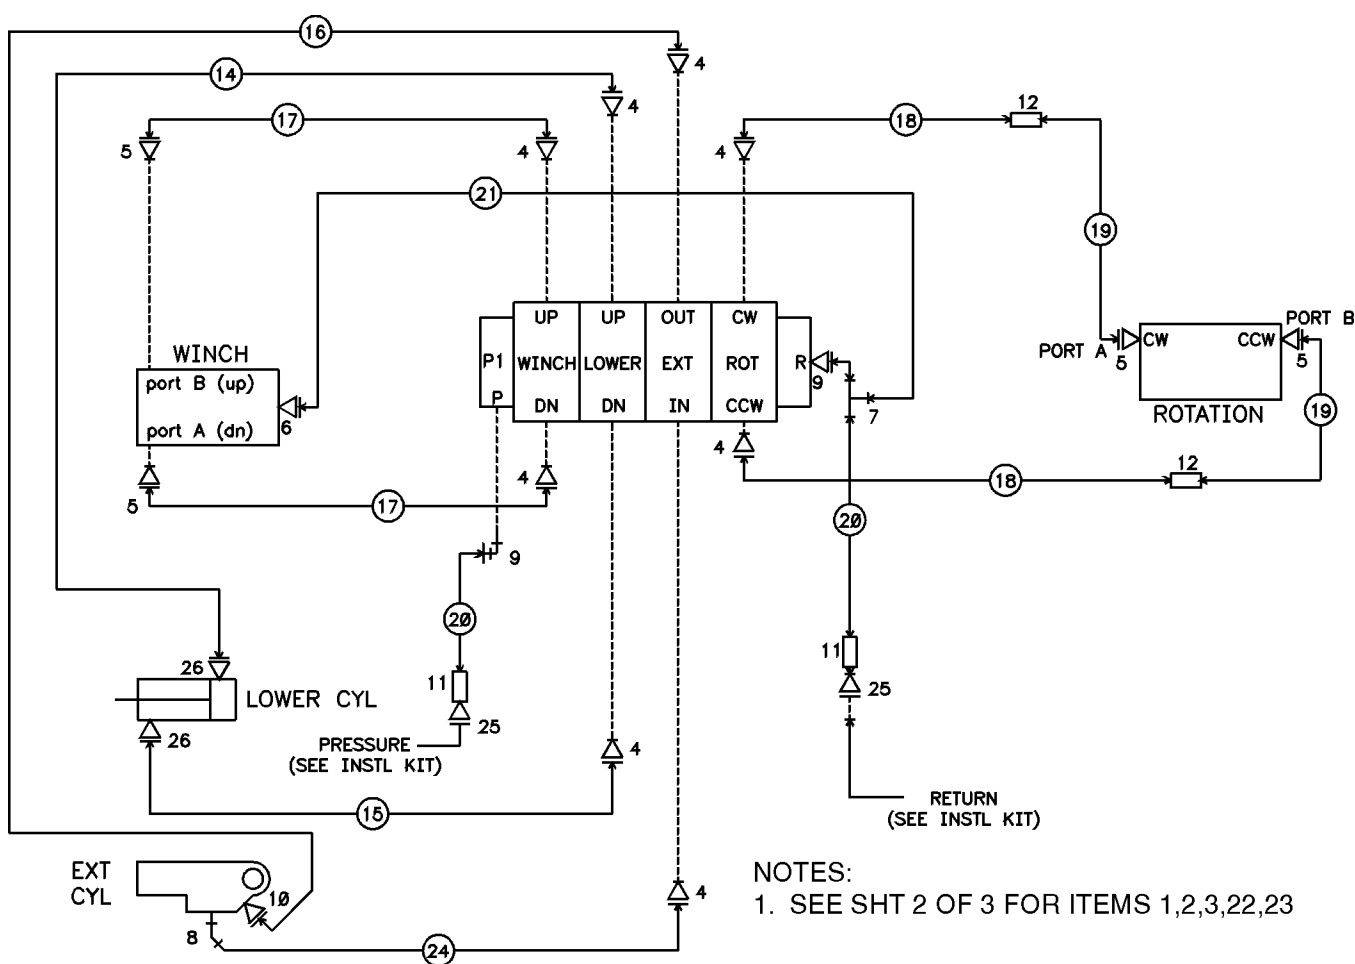 16
4
14
4
17
5
4
18
12
4
21
19
UP
UP
OUT
CW
PORT B
WINCH
P1
WINCH
LOWER
EXT
ROT
R
9
PORT A
5
CW
CCW
5
port B (up)
P
DN
DN
IN
CCW
7
ROTATION
19
port A (dn)
6
4
12
5
4
17
18
20
9
20
11
26
11
25
LOWER CYL
25
26
PRESSURE
(SEE INSTL KIT)
4
15
RETURN
(SEE INSTL KIT)
EXT
CYL
10
4
8
24
NOTES:
1. SEE SHT 2 OF 3 FOR ITEMS 1,2,3,22,23